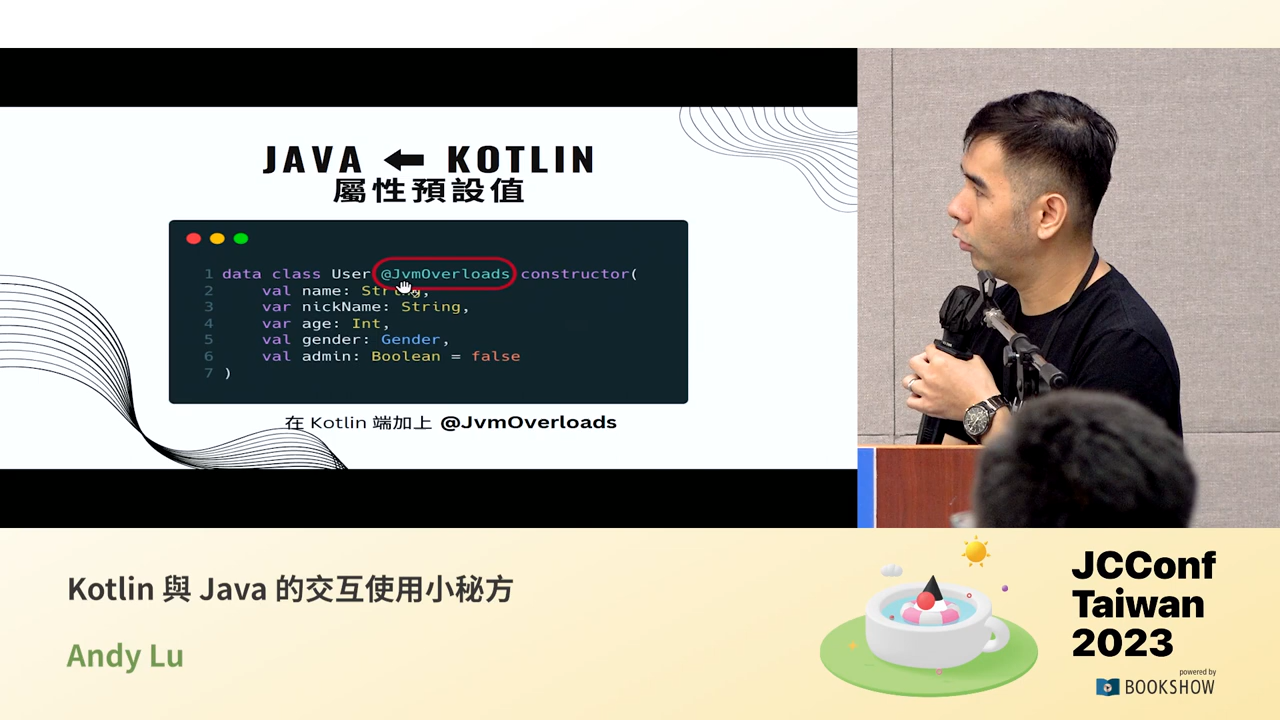 JAVA ← KOTLIN
屬性預設值
1 data class User @JvmOverloads constructor(
2 val name: String,
3 var nickName: String,
4 var age: Int,
5 val gender: Gender,
6 val admin: Boolean = false
7 )
在 Kotlin 端加上 @JvmOverloads
Kotlin 與 Java 的交互使用小秘方
Andy Lu
JCConf
Taiwan
2023
powered by
BOOKSHOW